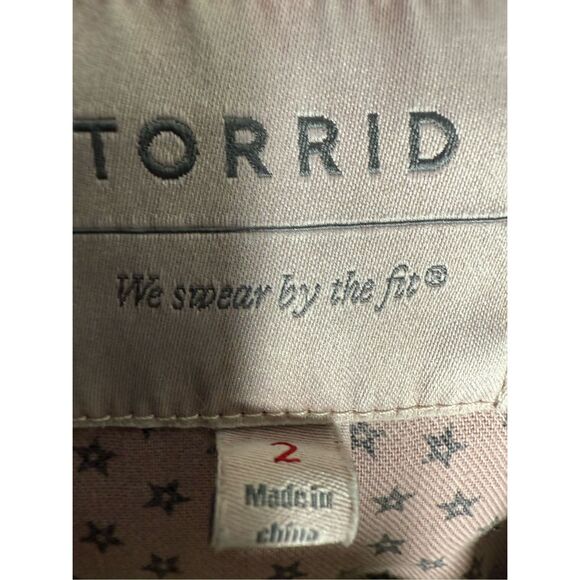 TORRID
We swear by the fit®
2
Made in
china